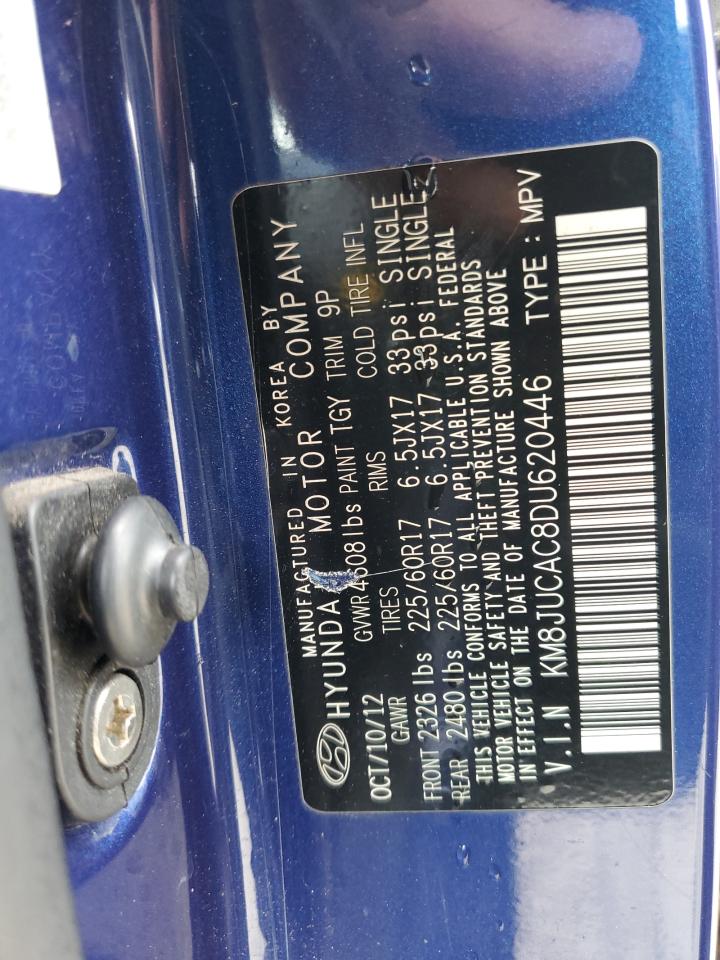 MANUFACTURED IN KOREA BY
HYUNDAI MOTOR COMPANY
OCT/10/12 GVWR 4608lbs PAINT TGY TRIM 9P
GAWR TIRES RIMS COLD TIRE INFL
FRONT 2326 lbs 225/60R17 6.5JX17 33psi SINGLE
REAR 2480 lbs 225/60R17 6.5JX17 33psi SINGLE
THIS VEHICLE CONFORMS TO ALL APPLICABLE U.S.A. FEDERAL
MOTOR VEHICLE SAFETY AND THEFT PREVENTION STANDARDS
IN EFFECT ON THE DATE OF MANUFACTURE SHOWN ABOVE
V.I.N KM8JUCAC8DU620446 TYPE : MPV